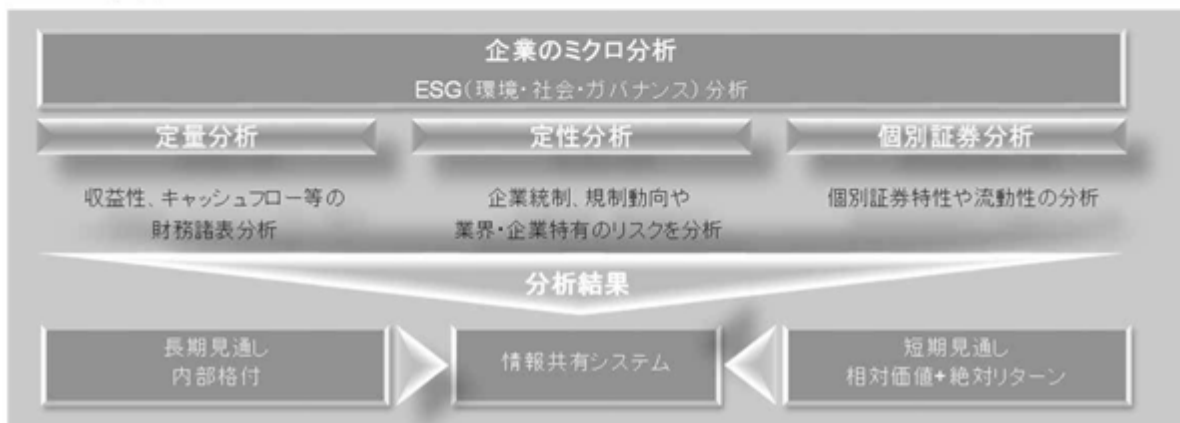 企業のミクロ分析
ESG(環境・社会・ガバナンス)分析
定量分析
収益性、キャッシュフロー等の
財務諸表分析
定性分析
企業統制、規制動向や
業界・企業特有のリスクを分析
個別証券分析
個別証券特性や流動性の分析
分析結果
長期見通し
内部格付
情報共有システム
短期見通し
相対価値+絶対リターン